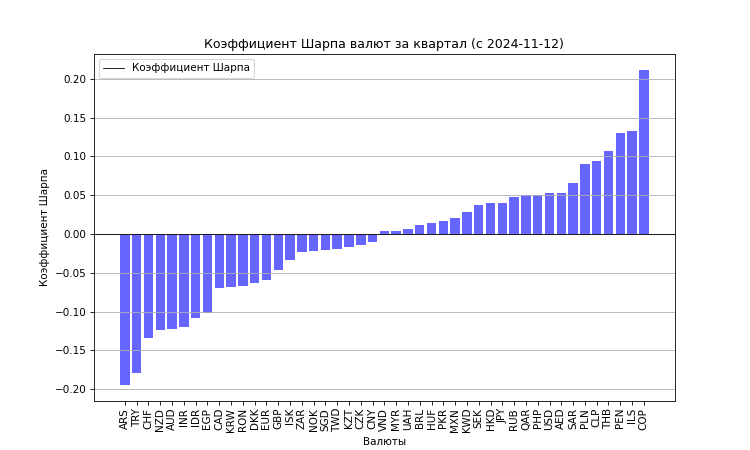 Коэффициент Шарпа валют за квартал (с 2024-11-12)
Коэффициент Шарпа
0.20
0.15
0.10
0.05
0.00
−0.05
−0.10
−0.15
−0.20
Коэффициент Шарпа
ARS TRY CHF NZD AUD INR IDR EGP CAD KRW RON DKK EUR GBP ISK ZAR NOK SGD TWD KZT CZK CNY VND MYR UAH BRL HUF PKR MXN KWD SEK HKD JPY RUB QAR PHP USD AED SAR PLN CLP THB PEN ILS COP
Валюты